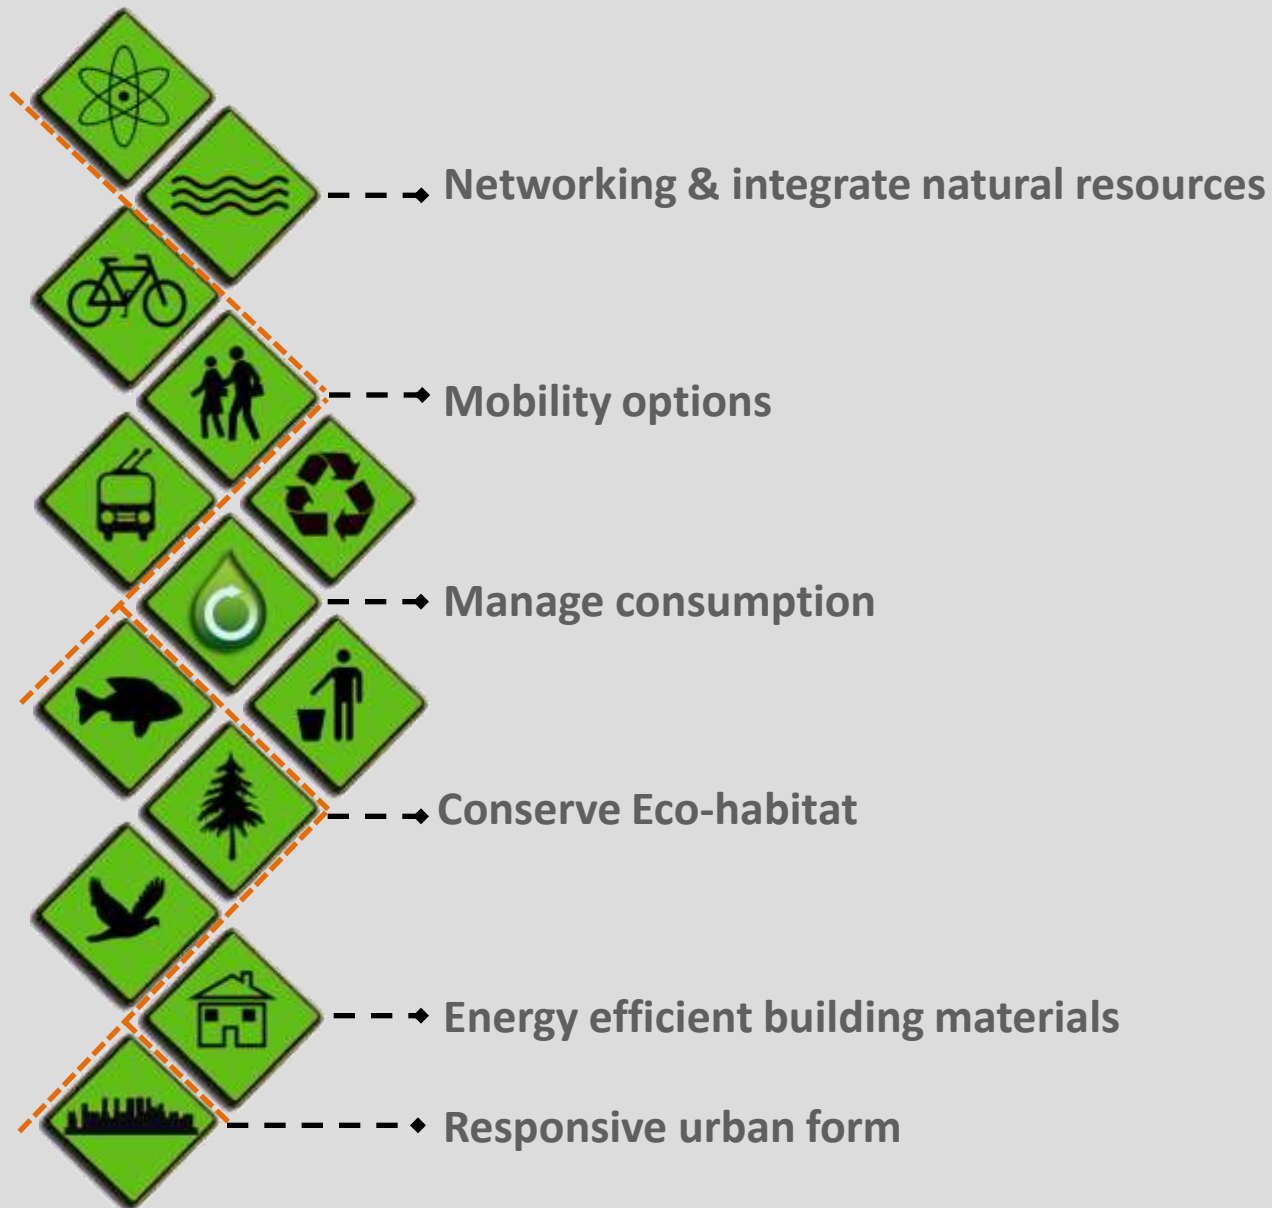 Networking & integrate natural resources
Mobility options
Manage consumption
Conserve Eco-habitat
Energy efficient building materials
Responsive urban form